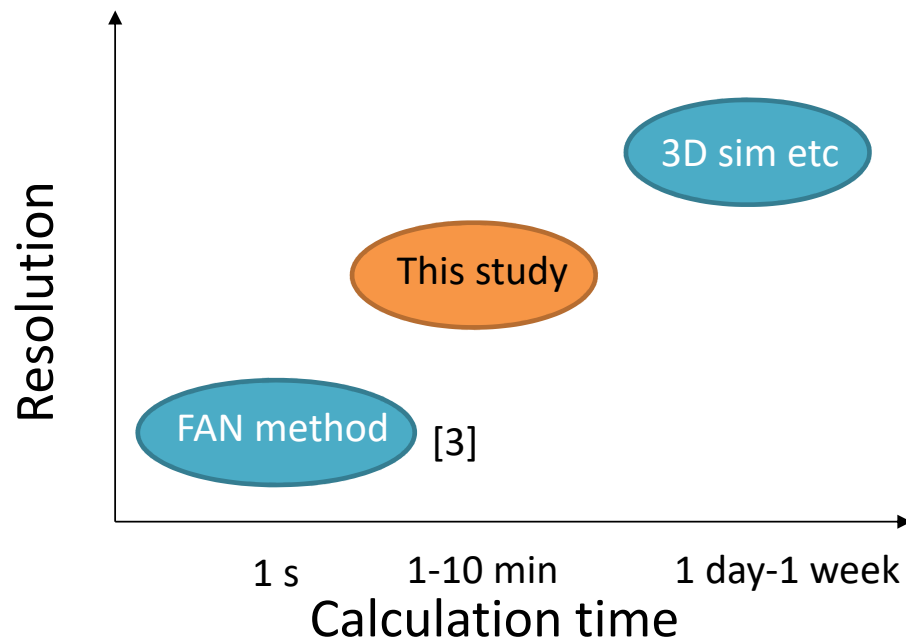 Resolution
3D sim etc
This study
FAN method
[3]
1 s
1-10 min
1 day-1 week
Calculation time